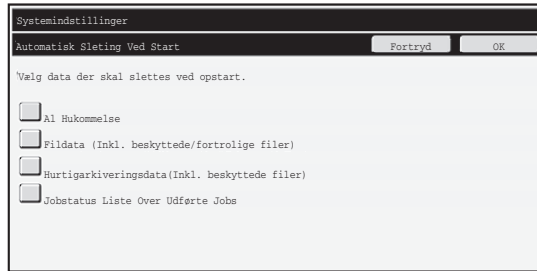 Systemindstillinger
Automatisk Sleting Ved Start Fortryd OK
'Vælg data der skal slettes ved opstart.
Al Hukommelse
Fildata (Inkl. beskyttede/fortrolige filer)
Hurtigarkiveringsdata(Inkl. beskyttede filer)
Jobstatus Liste Over Udførte Jobs